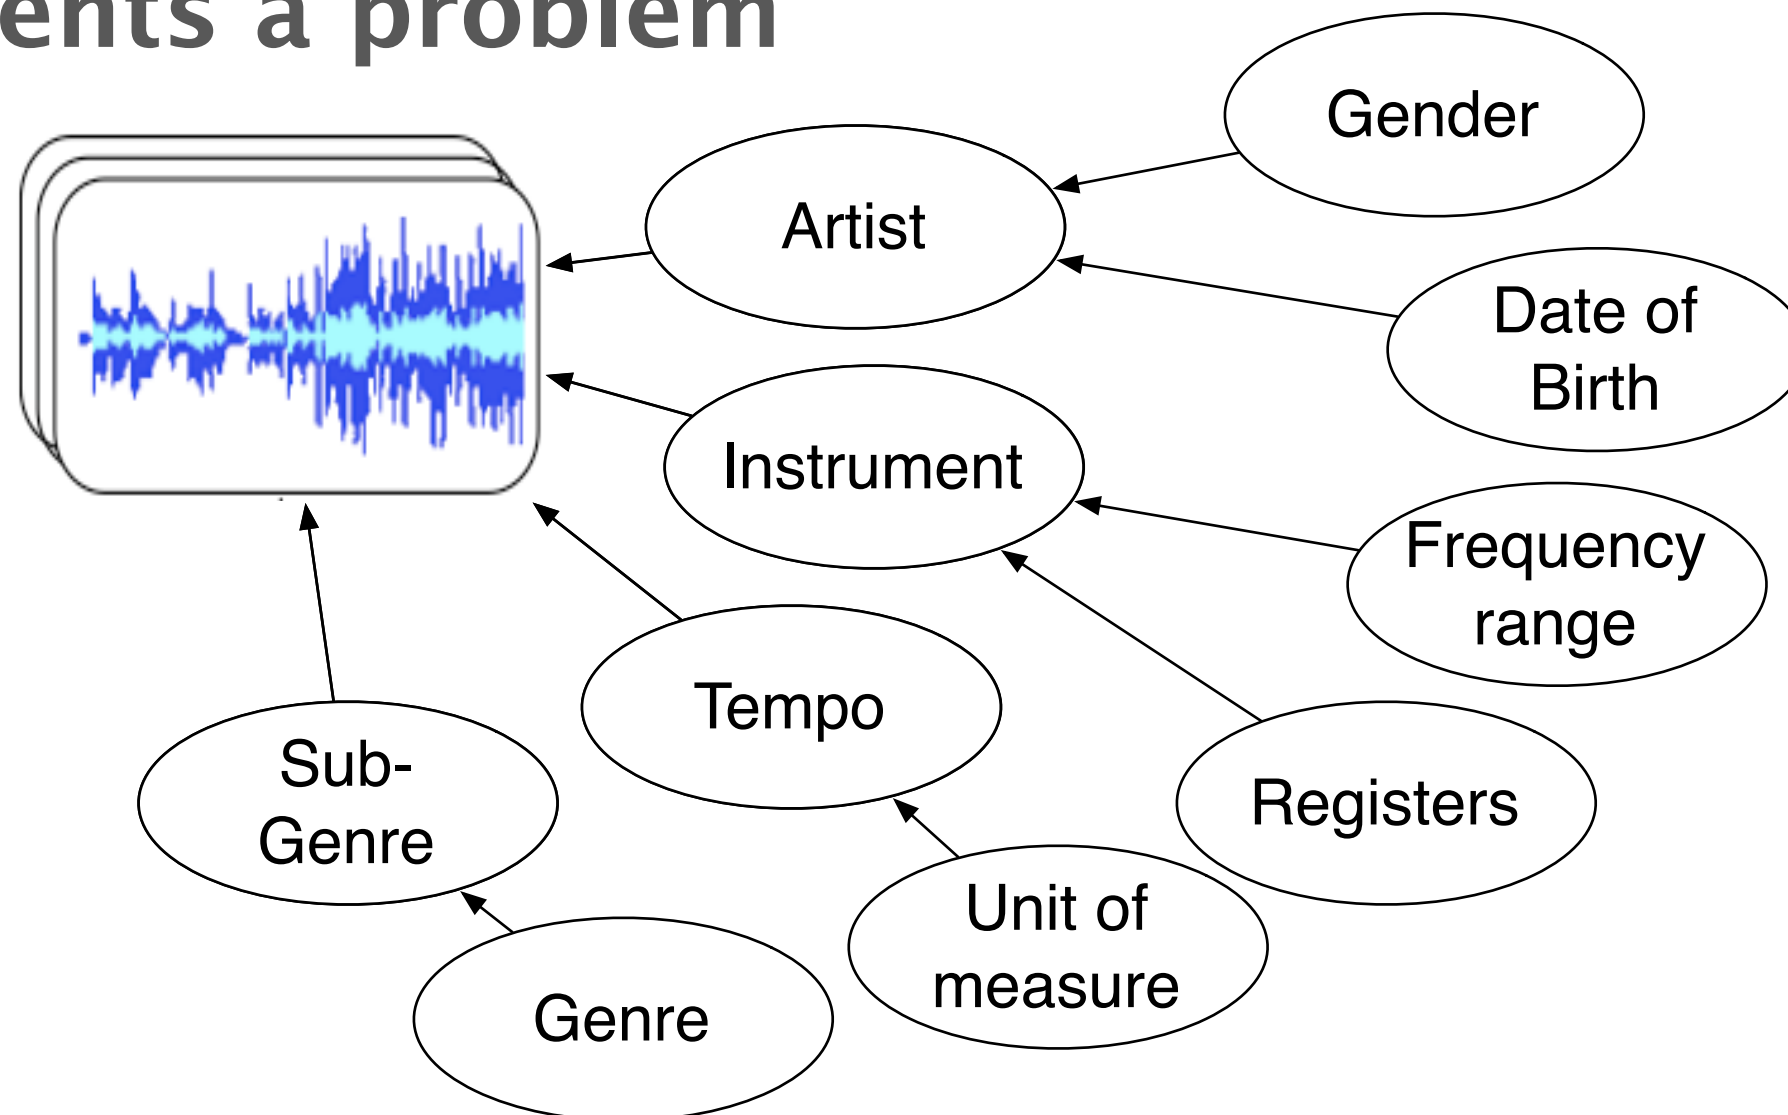 ents a problem
Gender
Artist
Date of
Birth
Instrument
Frequency
range
Tempo
Sub-
Genre
Registers
Unit of
measure
Genre